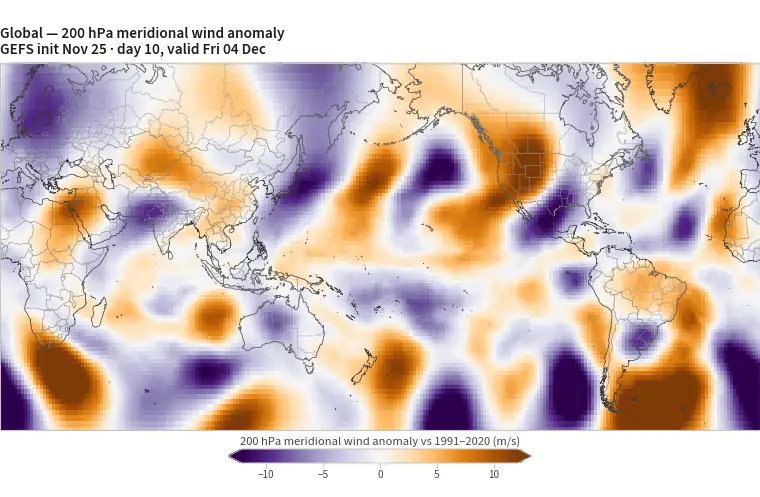 Global — 200 hPa meridional wind anomaly
GEFS init Nov 25 · day 10, valid Fri 04 Dec
200 hPa meridional wind anomaly vs 1991–2020 (m/s)
−10 −5 0 5 10